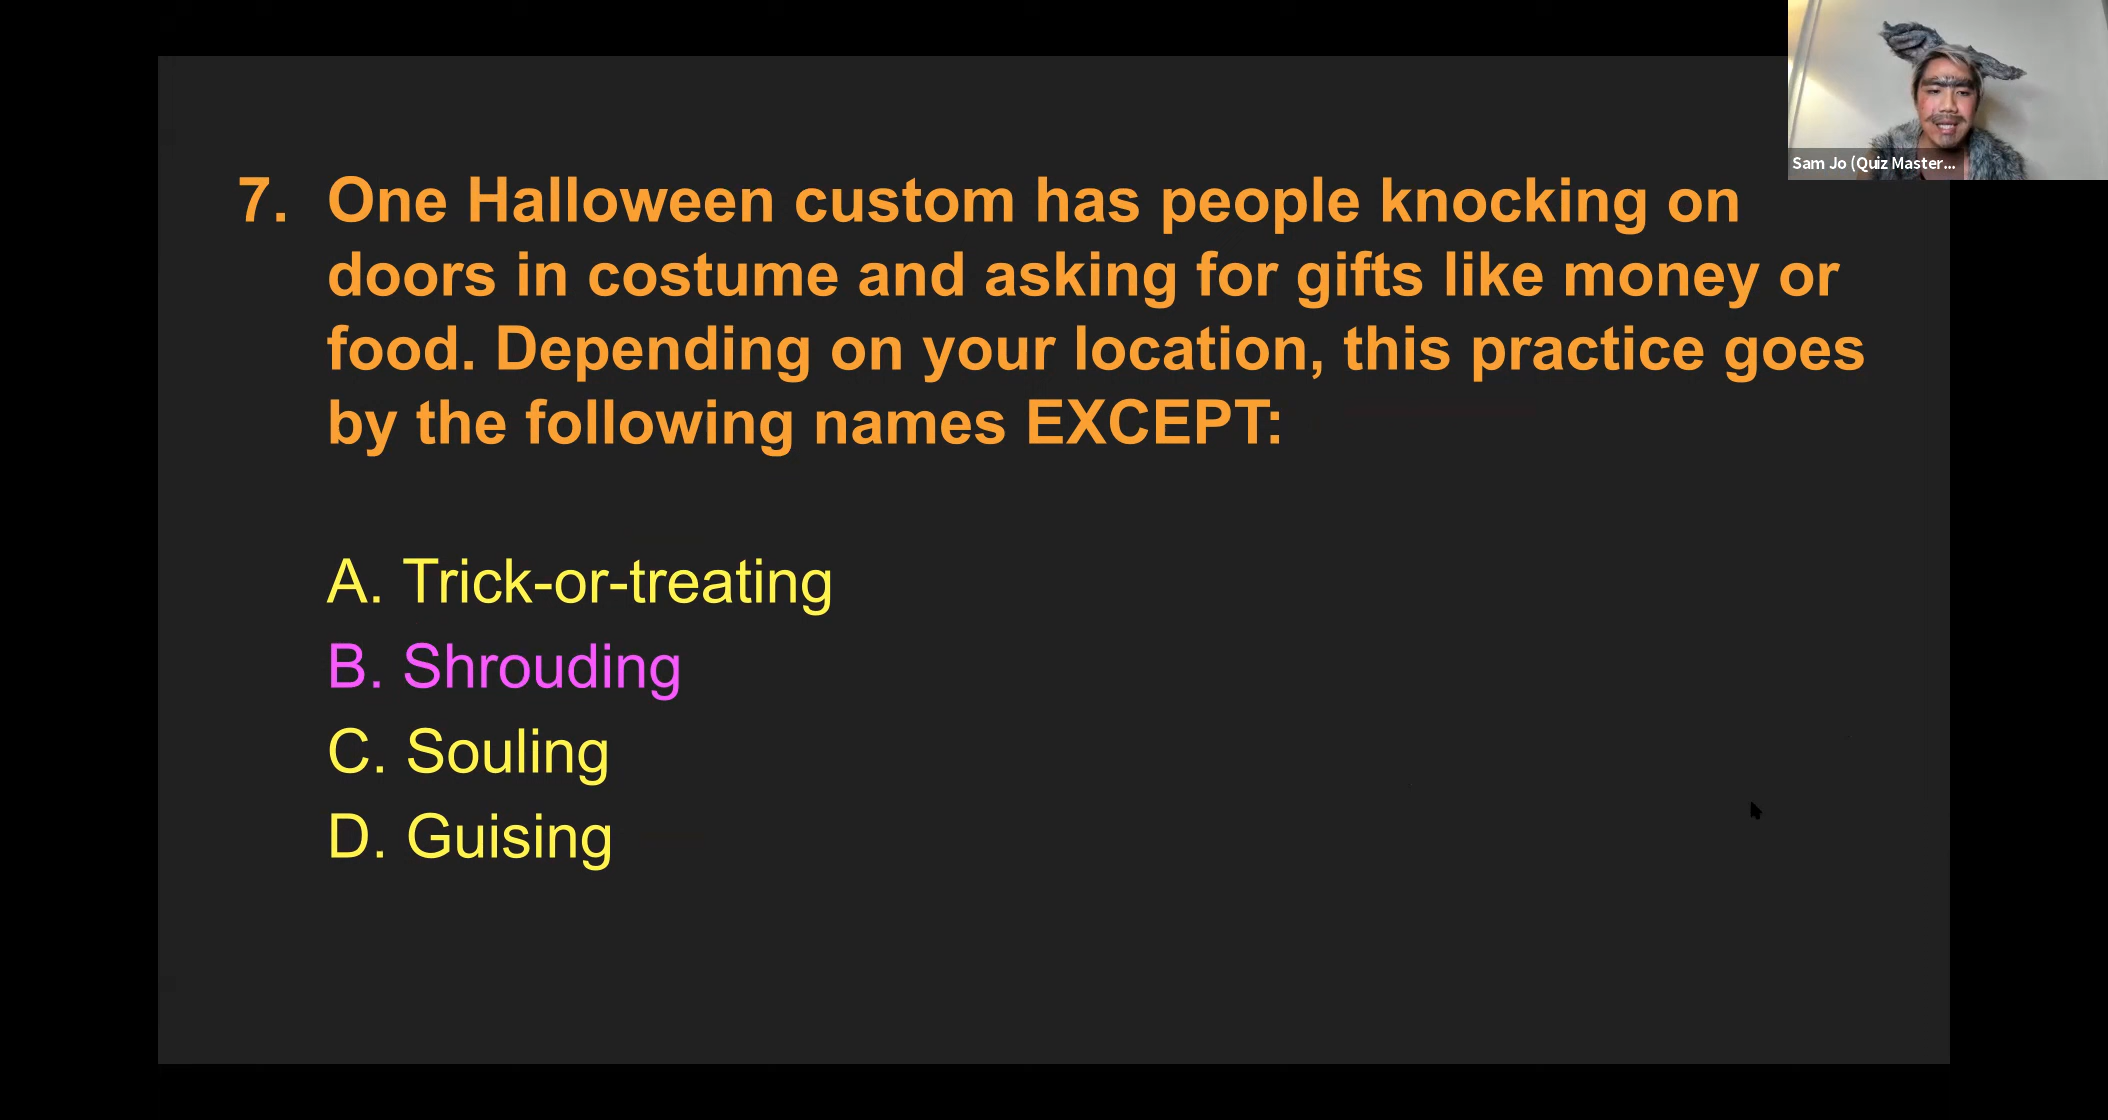 Sam Jo (Quiz Master...
7. One Halloween custom has people knocking on
doors in costume and asking for gifts like money or
food. Depending on your location, this practice goes
by the following names EXCEPT:
A. Trick-or-treating
B. Shrouding
C. Souling
D. Guising